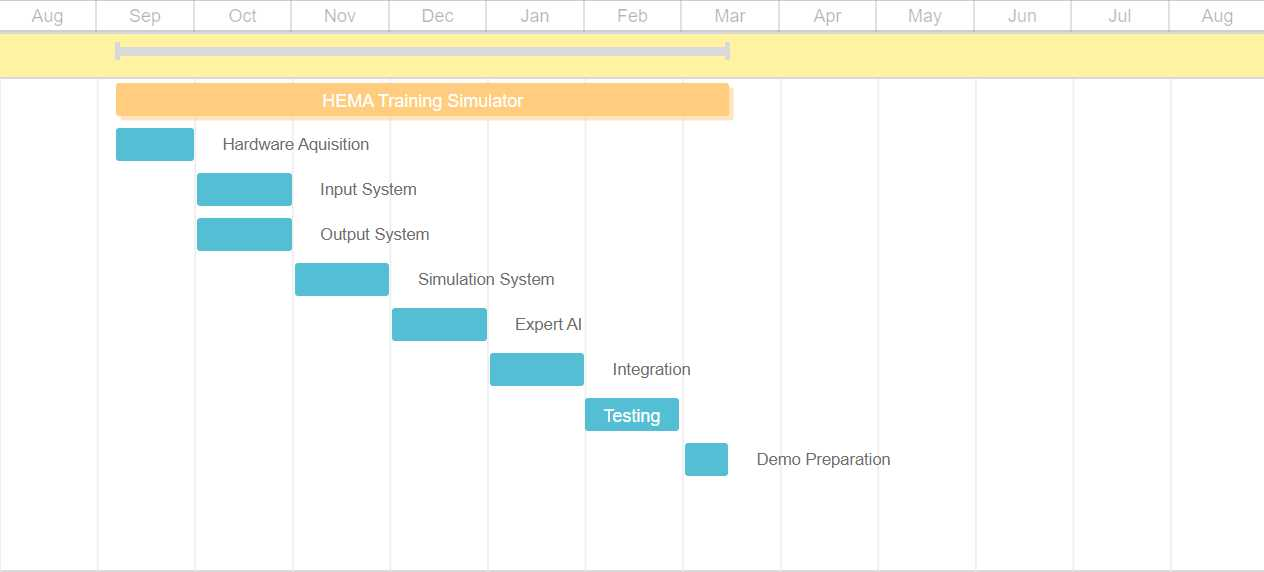 Aug Sep Oct Nov Dec Jan Feb Mar Apr May Jun Jul Aug
HEMA Training Simulator
Hardware Aquisition
Input System
Output System
Simulation System
Expert AI
Integration
Testing
Demo Preparation